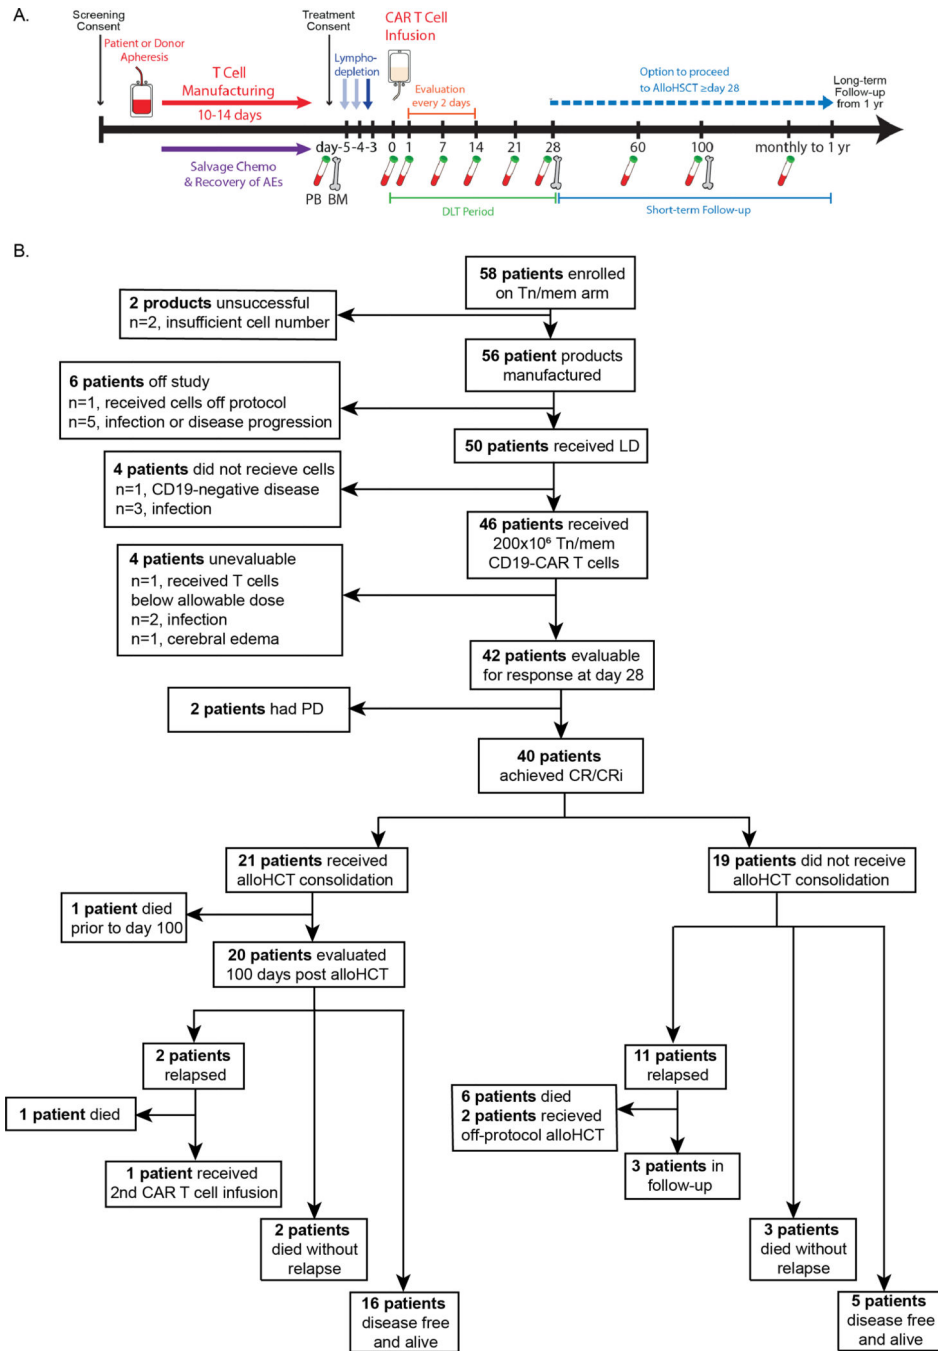 A.
Screening
Consent
Treatment
Consent
CAR T Cell
Infusion
Patient or Donor
Apheresis
T Cell
Manufacturing
10-14 days
Lympho-
depletion
Evaluation
every 2 days
Option to proceed
to AlloHSCT ≥day 28
Long-term
Follow-up
from 1 yr
day-5 -4 -3 0 1 7 14 21 28 60 100 monthly to 1 yr
Salvage Chemo
& Recovery of AEs
PB BM
DLT Period
Short-term Follow-up
B.
58 patients enrolled
on Tn/mem arm
2 products unsuccessful
n=2, insufficient cell number
56 patient products
manufactured
6 patients off study
n=1, received cells off protocol
n=5, infection or disease progression
50 patients received LD
4 patients did not recieve cells
n=1, CD19-negative disease
n=3, infection
46 patients received
200x10⁶ Tn/mem
CD19-CAR T cells
4 patients unevaluable
n=1, received T cells
below allowable dose
n=2, infection
n=1, cerebral edema
42 patients evaluable
for response at day 28
2 patients had PD
40 patients
achieved CR/CRi
21 patients received
alloHCT consolidation
19 patients did not receive
alloHCT consolidation
1 patient died
prior to day 100
20 patients evaluated
100 days post alloHCT
2 patients
relapsed
11 patients
relapsed
1 patient died
6 patients died
2 patients recieved
off-protocol alloHCT
1 patient received
2nd CAR T cell infusion
3 patients in
follow-up
2 patients
died without
relapse
3 patients
died without
relapse
16 patients
disease free
and alive
5 patients
disease free
and alive